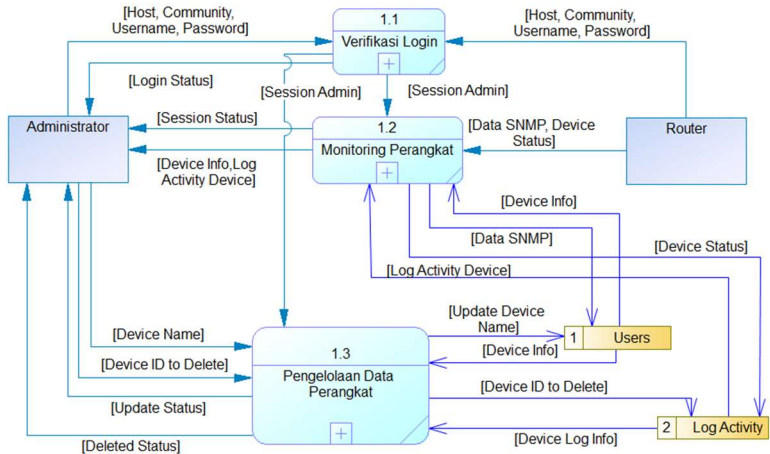 [Host, Community,
Username, Password]
1.1
Verifikasi Login
[Host, Community,
Username, Password]
[Login Status]
[Session Admin]
[Session Admin]
Administrator
[Session Status]
1.2
Monitoring Perangkat
[Data SNMP, Device
Status]
Router
[Device Info,Log
Activity Device]
[Device Info]
[Data SNMP]
[Device Status]
[Log Activity Device]
[Update Device
Name]
1 Users
[Device Name]
1.3
Pengelolaan Data
Perangkat
[Device Info]
[Device ID to Delete]
[Device ID to Delete]
[Update Status]
2 Log Activity
[Device Log Info]
[Deleted Status]